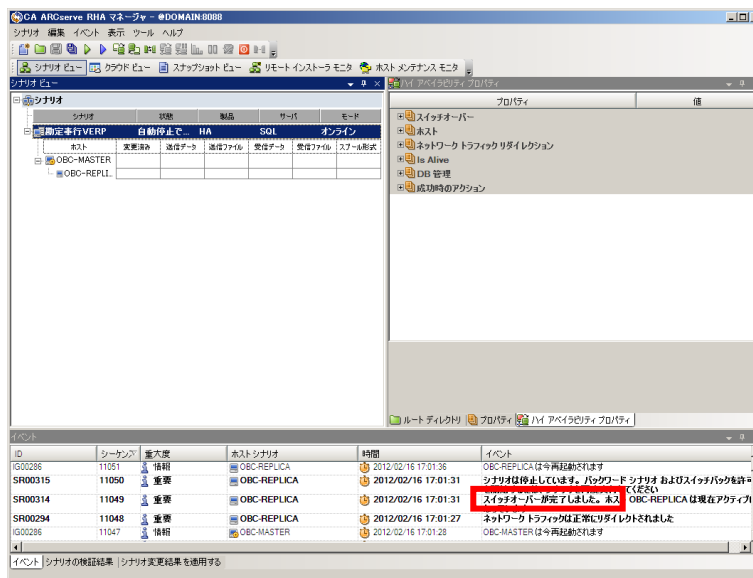 CA ARCserve RHA マネージャ - @DOMAIN:8088
シナリオ 編集 イベント 表示 ツール ヘルプ
シナリオ ビュー クラウド ビュー スナップショット ビュー リモート インストーラ モニタ ホスト メンテナンス モニタ
シナリオ ビュー
ハイ アベイラビリティ プロパティ
シナリオ
シナリオ 状態 製品 サーバ モード
勘定奉行VERP 自動停止で... HA SQL オンライン
ホスト 変更済み 送信データ 送信ファイル 受信データ 受信ファイル スプール形式
OBC-MASTER
OBC-REPLI...
プロパティ 値
スイッチオーバー
ホスト
ネットワーク トラフィック リダイレクション
Is Alive
DB 管理
成功時のアクション
ルート ディレクトリ プロパティ ハイ アベイラビリティ プロパティ
イベント
ID シーケンス 重大度 ホスト シナリオ 時間 イベント
IG00286 11051 情報 OBC-REPLICA 2012/02/16 17:01:36 OBC-REPLICA は今再起動されます
SR00315 11050 重要 OBC-REPLICA 2012/02/16 17:01:31 シナリオは停止しています。バックワード シナリオ およびスイッチバックを許
ください
SR00314 11049 重要 OBC-REPLICA 2012/02/16 17:01:31 スイッチオーバーが完了しました。ホス OBC-REPLICA は現在アクティブ
SR00294 11048 重要 OBC-REPLICA 2012/02/16 17:01:27 ネットワーク トラフィックは正常にリダイレクトされました
IG00286 11047 情報 OBC-MASTER 2012/02/16 17:01:28 OBC-MASTER は今再起動されます
イベント シナリオの検証結果 シナリオ変更結果を適用する